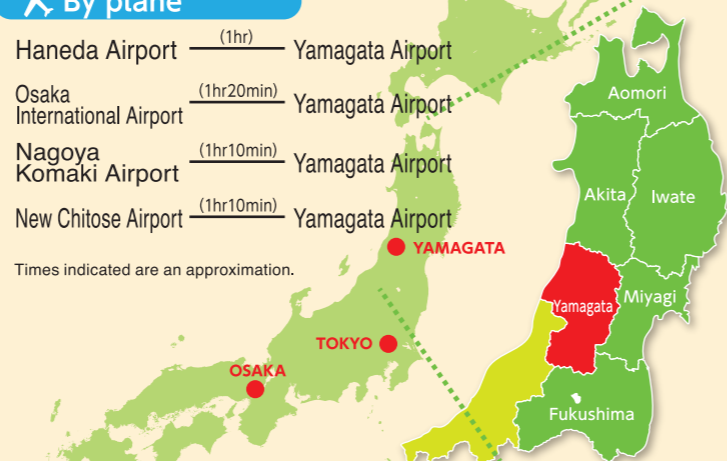 By plane
Haneda Airport (1hr) Yamagata Airport
Osaka
International Airport (1hr20min) Yamagata Airport
Nagoya
Komaki Airport (1hr10min) Yamagata Airport
New Chitose Airport (1hr10min) Yamagata Airport
Times indicated are an approximation.
YAMAGATA
TOKYO
OSAKA
Aomori
Akita
Iwate
Yamagata
Miyagi
Fukushima